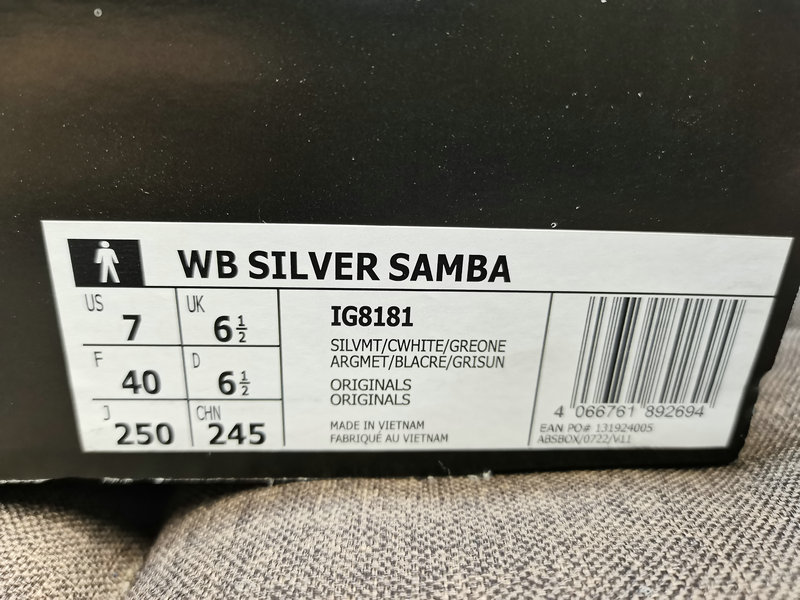 WB SILVER SAMBA
US 7 UK 6½
F 40 D 6½
J 250 CHN 245
IG8181
SILVMT/CWHITE/GREONE
ARGMET/BLACRE/GRISUN
ORIGINALS
ORIGINALS
MADE IN VIETNAM
FABRIQUÉ AU VIETNAM
4 066761 892694
EAN PO# 131924005
ABSBOX/0722/V.11